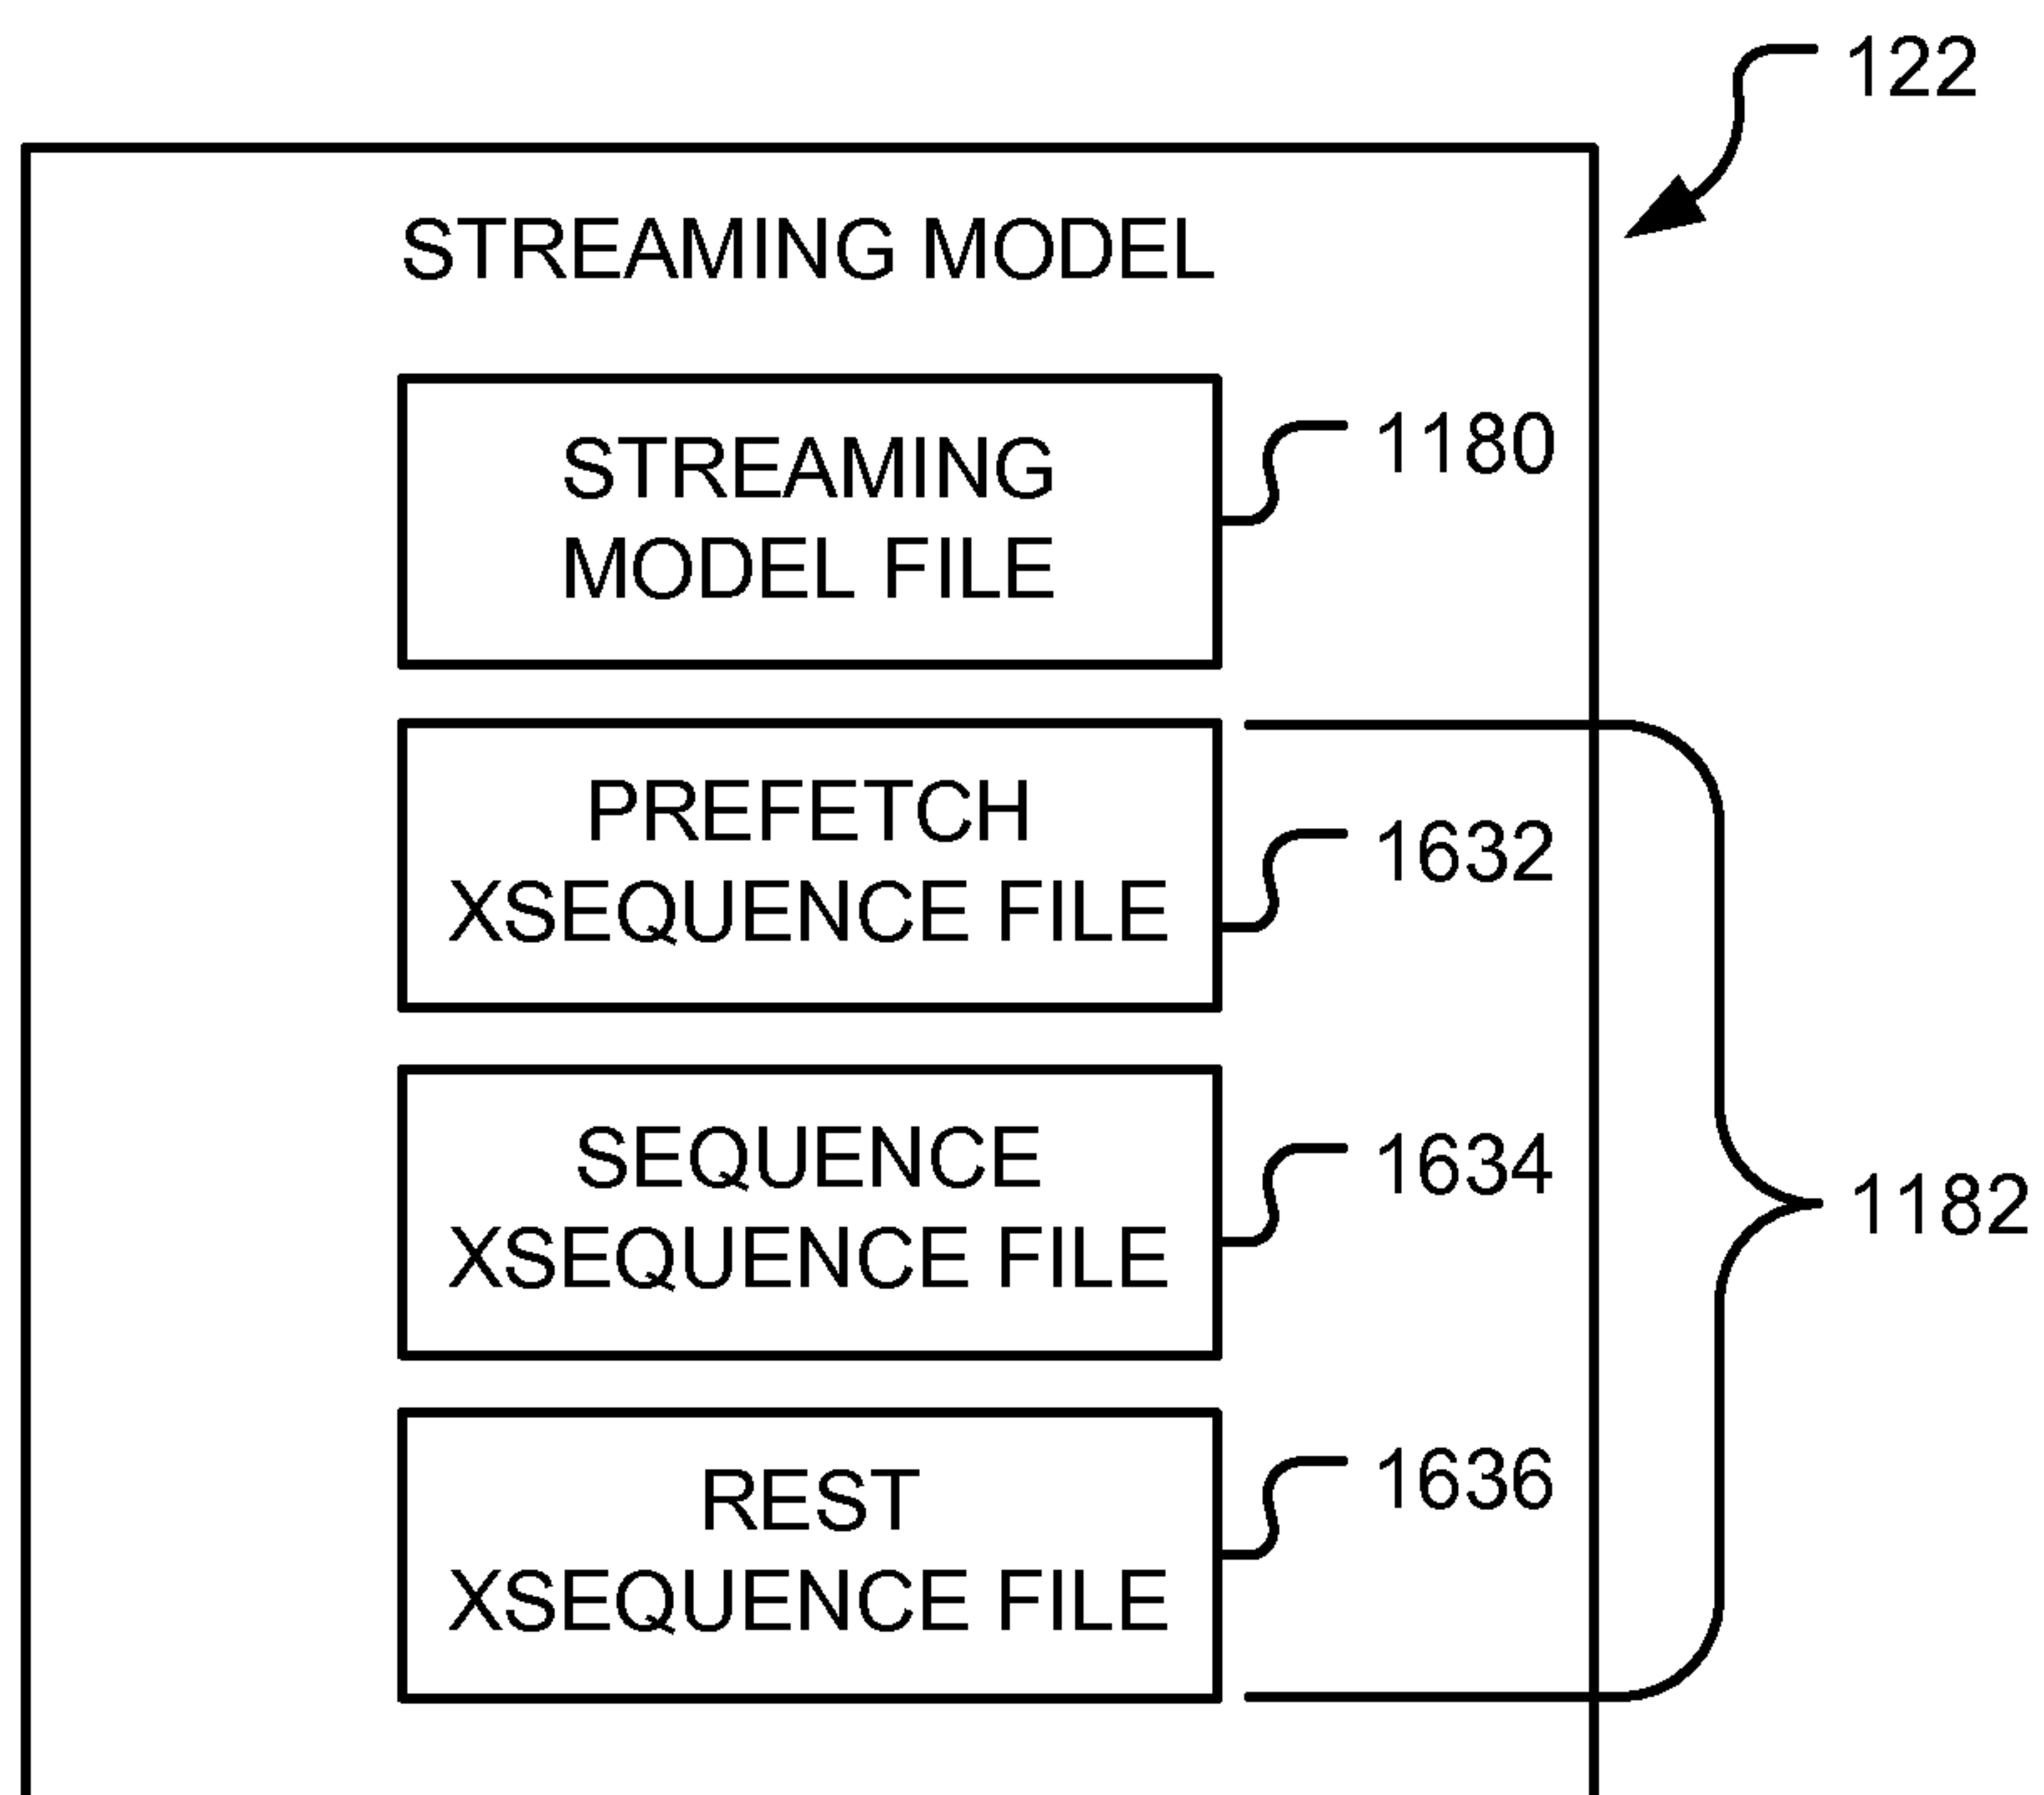 122
STREAMING MODEL
STREAMING
MODEL FILE
1180
PREFETCH
XSEQUENCE FILE
1632
SEQUENCE
XSEQUENCE FILE
1634
1182
REST
XSEQUENCE FILE
1636